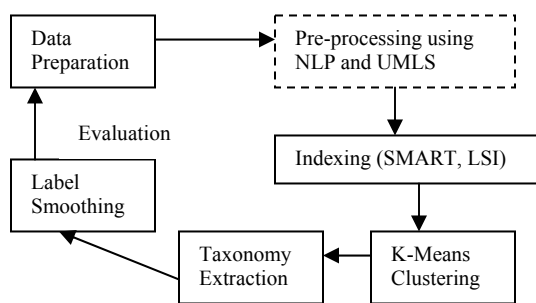 Data
Preparation
Pre-processing using
NLP and UMLS
Evaluation
Indexing (SMART, LSI)
Label
Smoothing
Taxonomy
Extraction
K-Means
Clustering